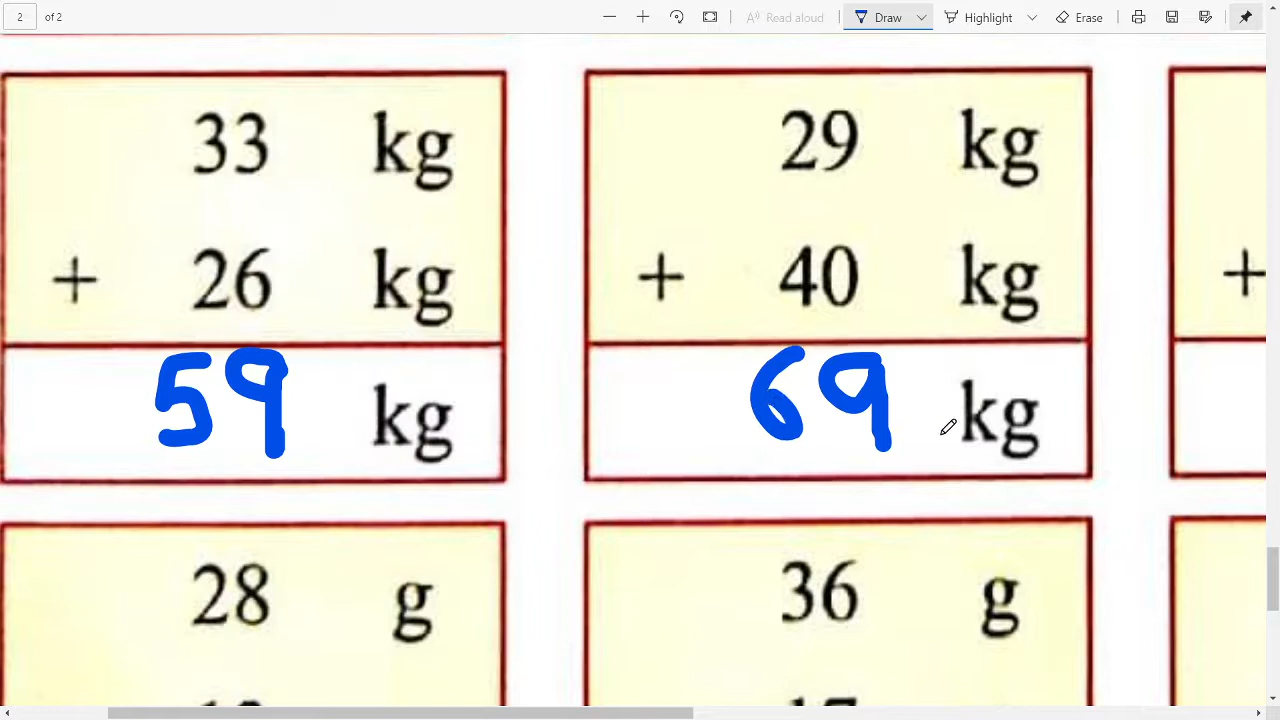 2 of 2 Read aloud Draw Highlight Erase
33 kg 29 kg
+ 26 kg + 40 kg +
59 kg 69 kg
28 g 36 g